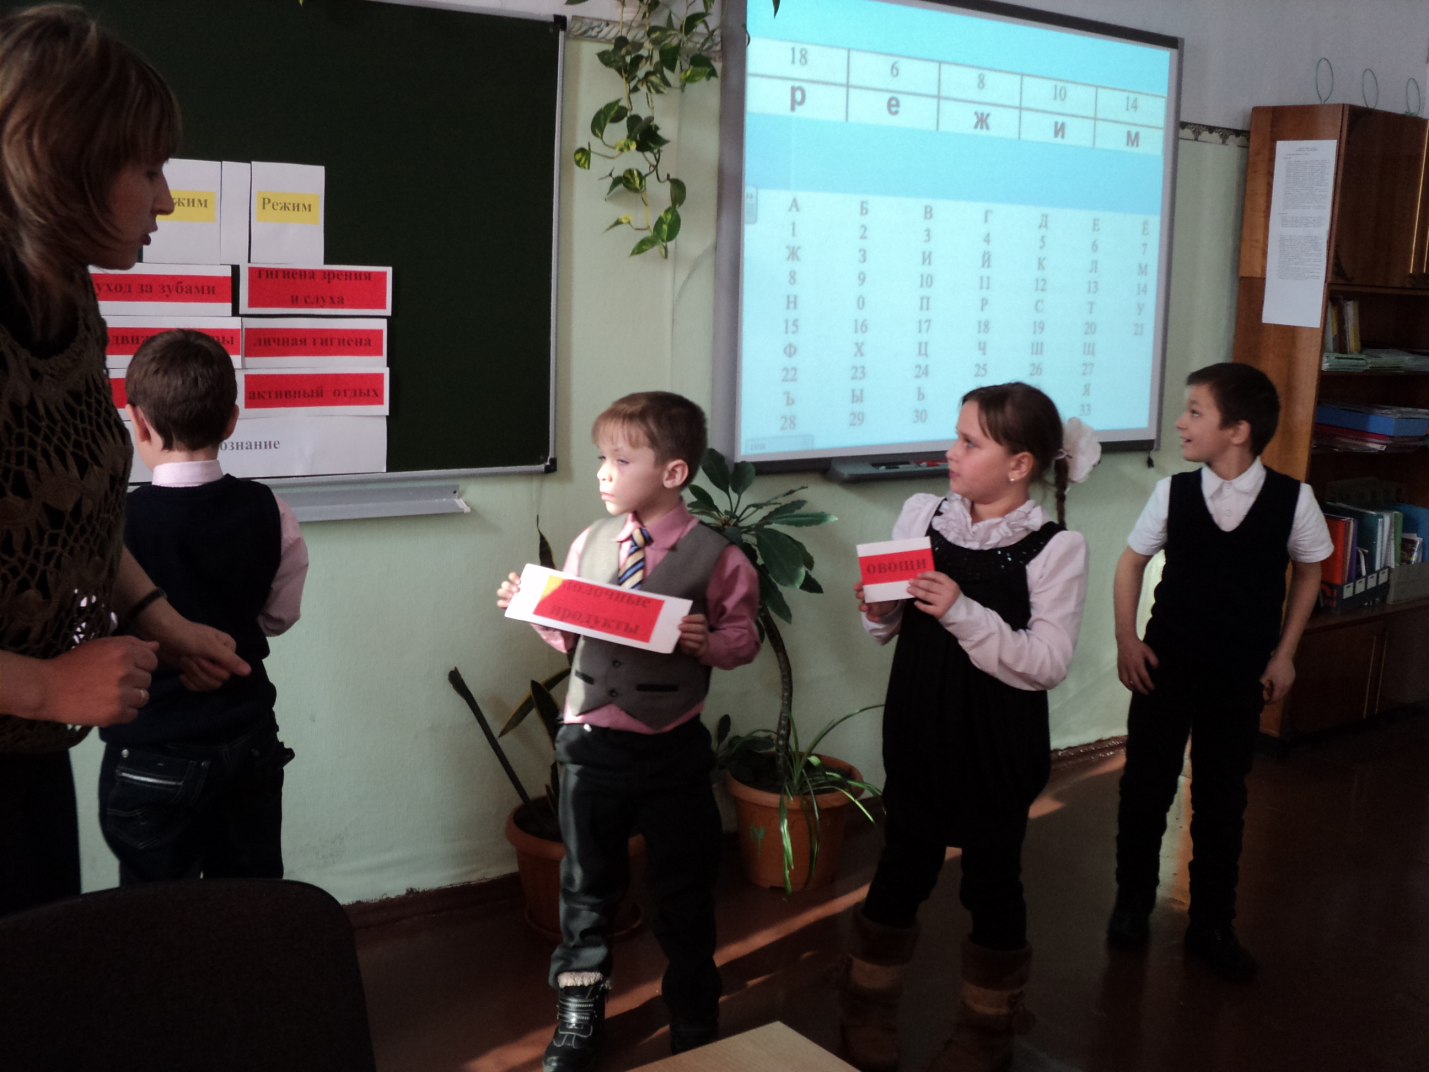 жим
Режим
уход за зубами
гигиена зрения
и слуха
личная гигиена
активный отдых
ознание
18 6 8 10 14
р е ж и м
А Б В Г Д Е Ё
1 2 3 4 5 6 7
Ж З И Й К Л М
8 9 10 11 12 13 14
Н О П Р С Т У
15 16 17 18 19 20 21
Ф Х Ц Ч Ш Щ
22 23 24 25 26 27
Ъ Ы Ь Я
28 29 30 33
молочные
продукты
овощи